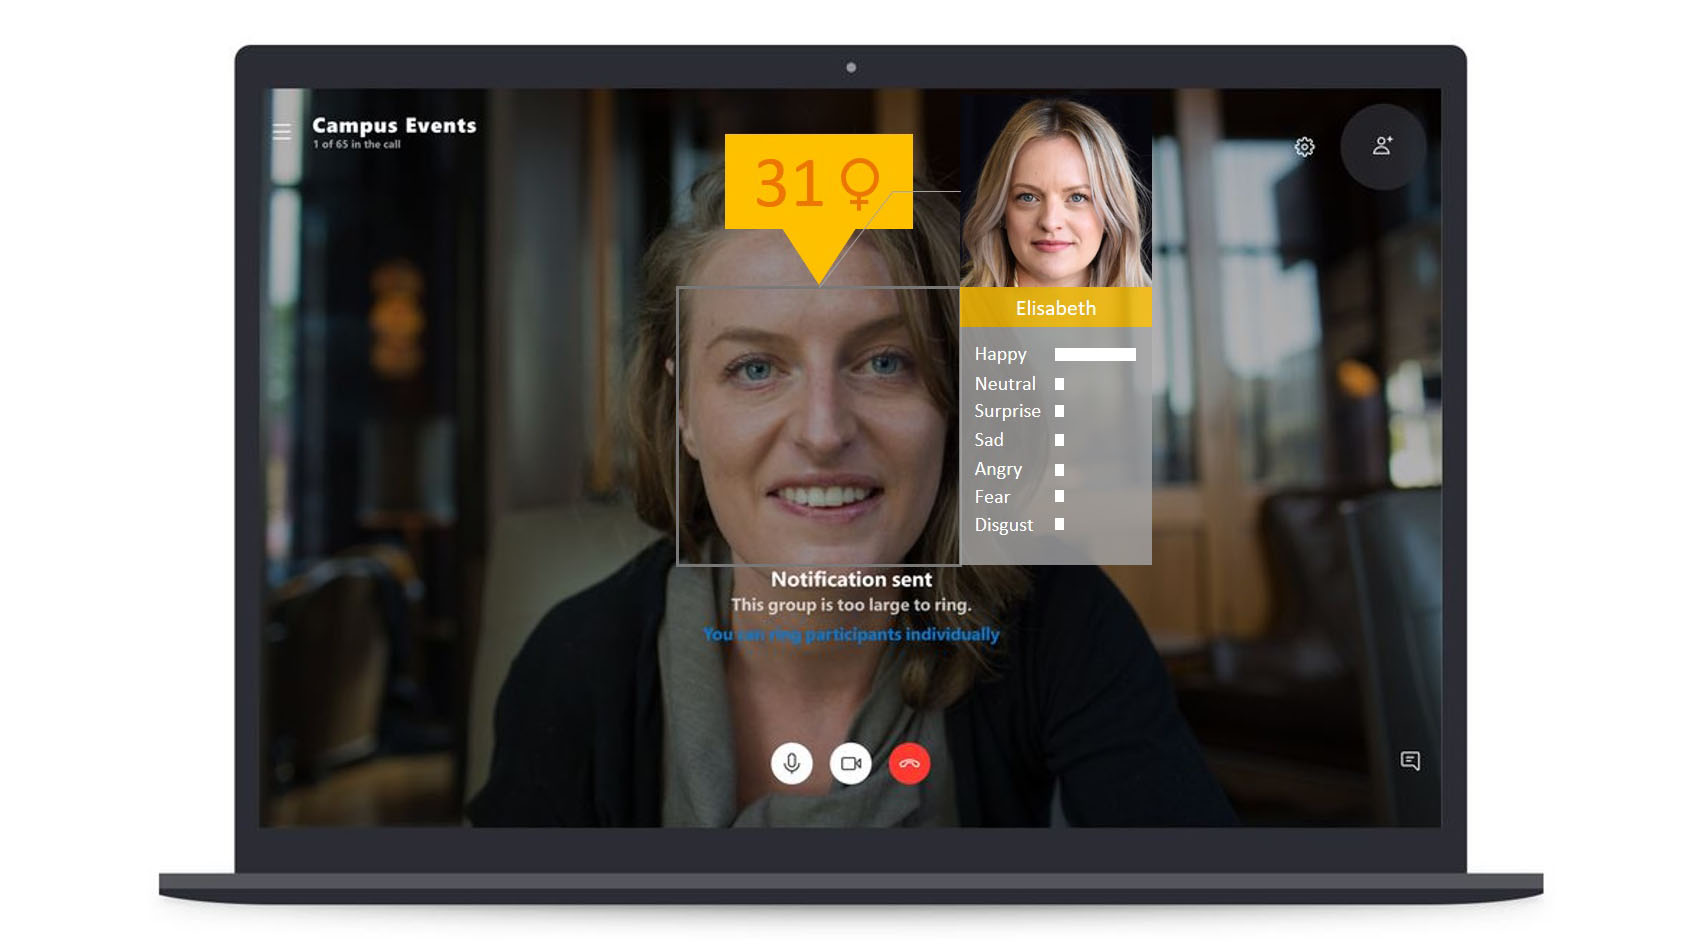 Campus Events
1 of 65 in the call
31♀
Elisabeth
Happy
Neutral
Surprise
Sad
Angry
Fear
Disgust
Notification sent
This group is too large to ring.
You can ring participants individually